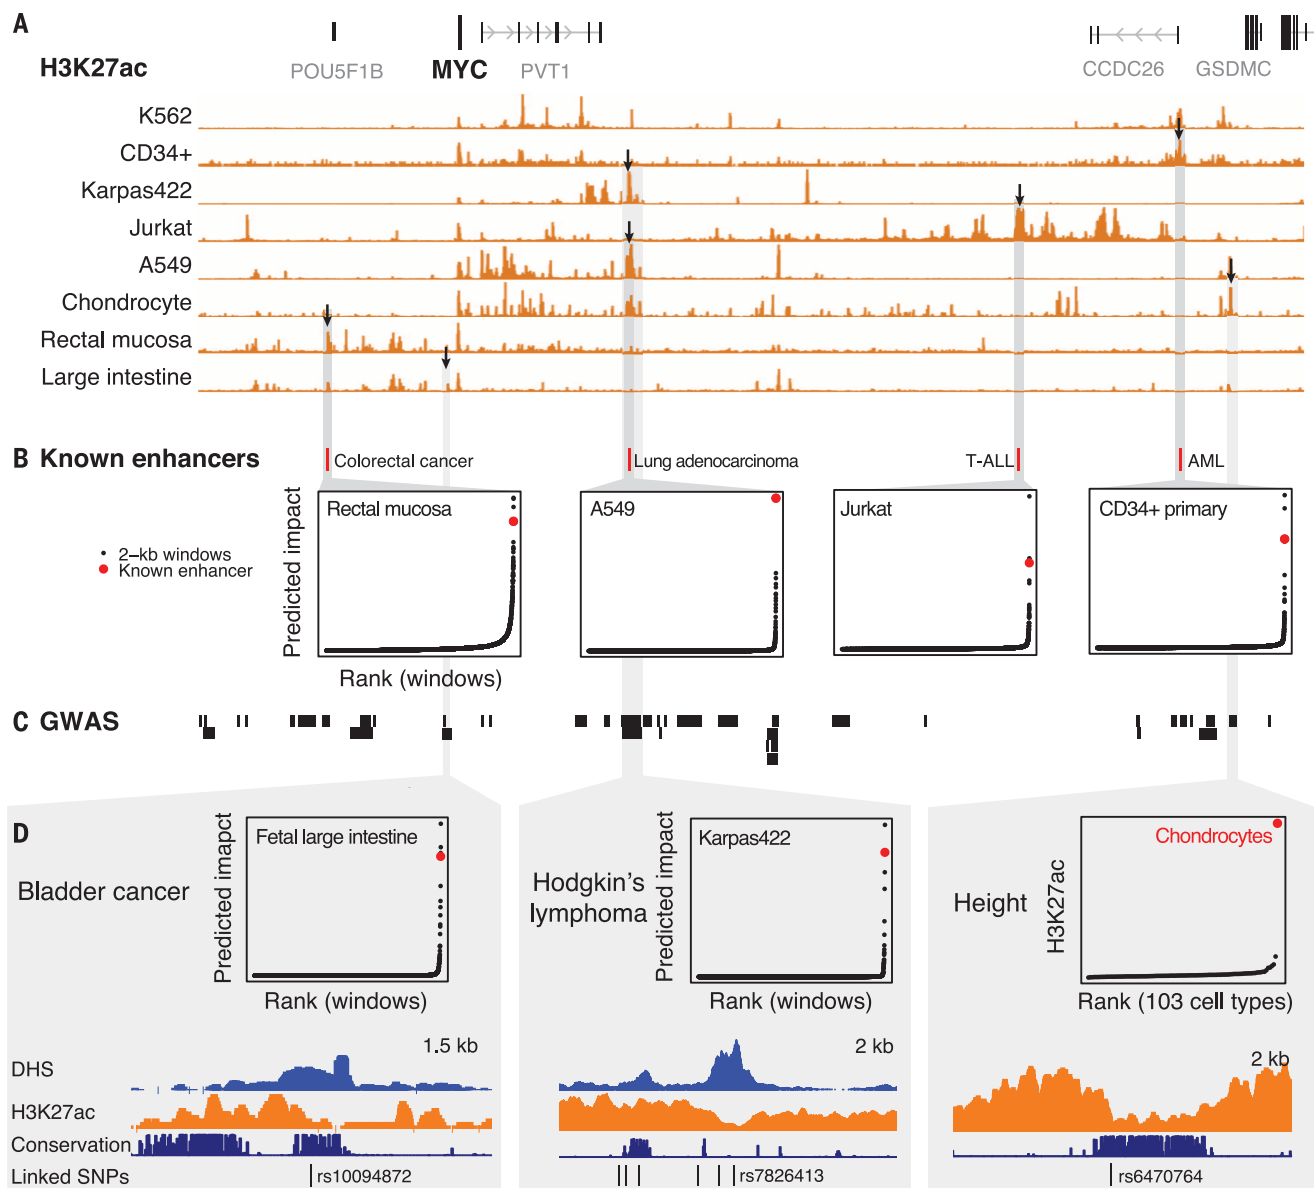 A
H3K27ac
POU5F1B
MYC
PVT1
CCDC26
GSDMC
K562
CD34+
Karpas422
Jurkat
A549
Chondrocyte
Rectal mucosa
Large intestine
B Known enhancers
Colorectal cancer
Lung adenocarcinoma
T-ALL
AML
Predicted impact
Rectal mucosa
A549
Jurkat
CD34+ primary
2–kb windows
Known enhancer
Rank (windows)
C GWAS
D
Bladder cancer
Predicted imapct
Fetal large intestine
Rank (windows)
Hodgkin's
lymphoma
Predicted impact
Karpas422
Rank (windows)
Height
H3K27ac
Chondrocytes
Rank (103 cell types)
1.5 kb
2 kb
2 kb
DHS
H3K27ac
Conservation
Linked SNPs
rs10094872
rs7826413
rs6470764